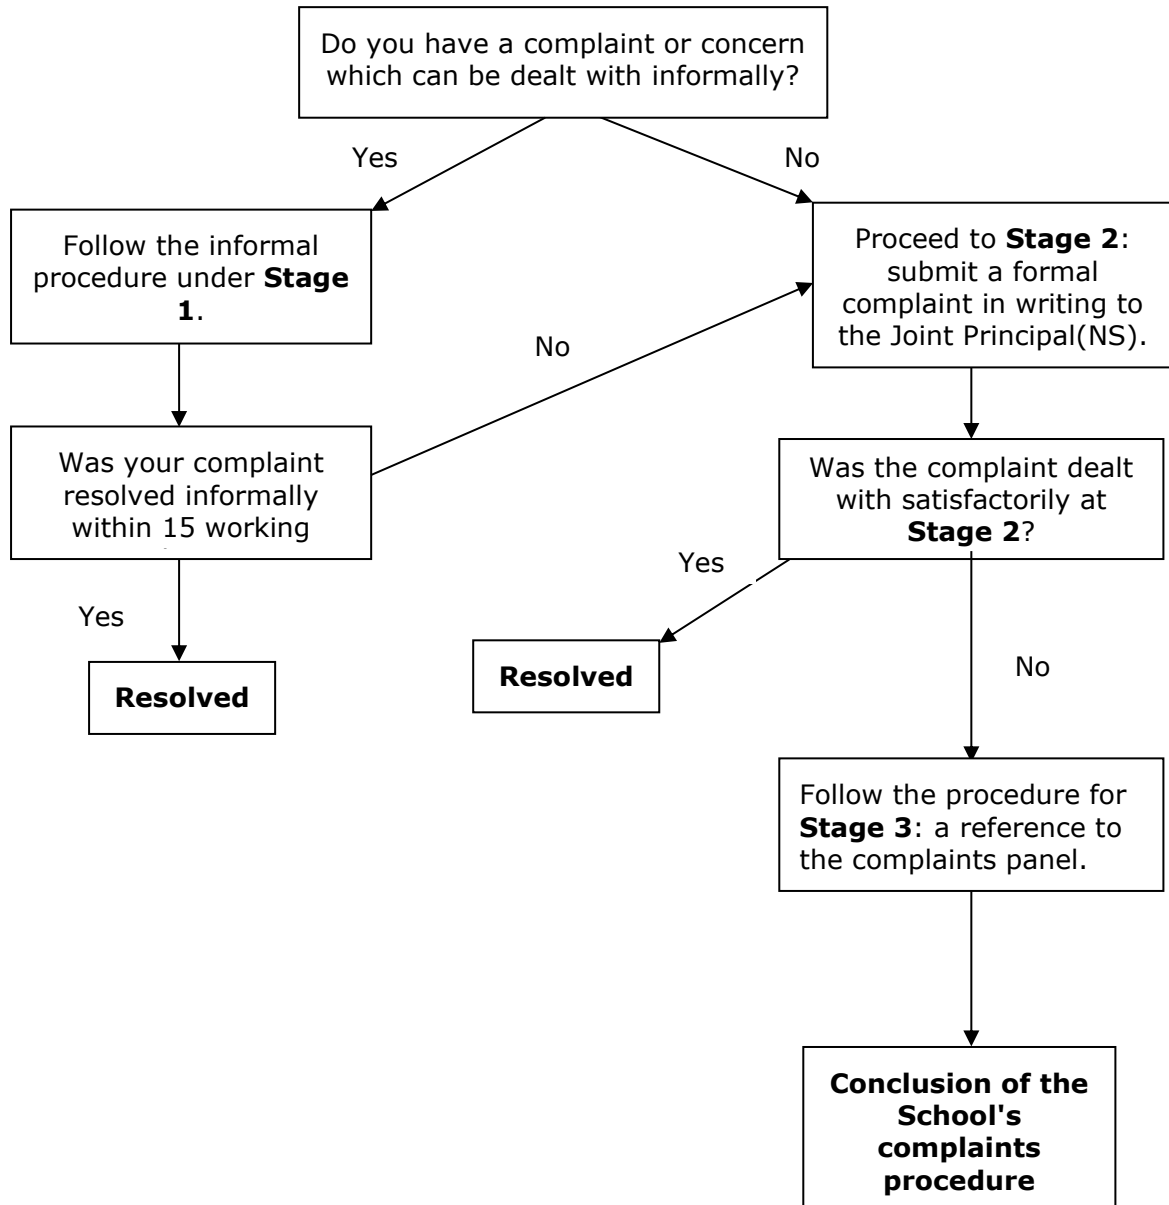 Do you have a complaint or concern
which can be dealt with informally?
Yes
No
Follow the informal
procedure under Stage
1.
Proceed to Stage 2:
submit a formal
complaint in writing to
the Joint Principal(NS).
No
Was your complaint
resolved informally
within 15 working
Was the complaint dealt
with satisfactorily at
Stage 2?
Yes
Yes
Resolved
Resolved
No
Follow the procedure for
Stage 3: a reference to
the complaints panel.
Conclusion of the
School's
complaints
procedure